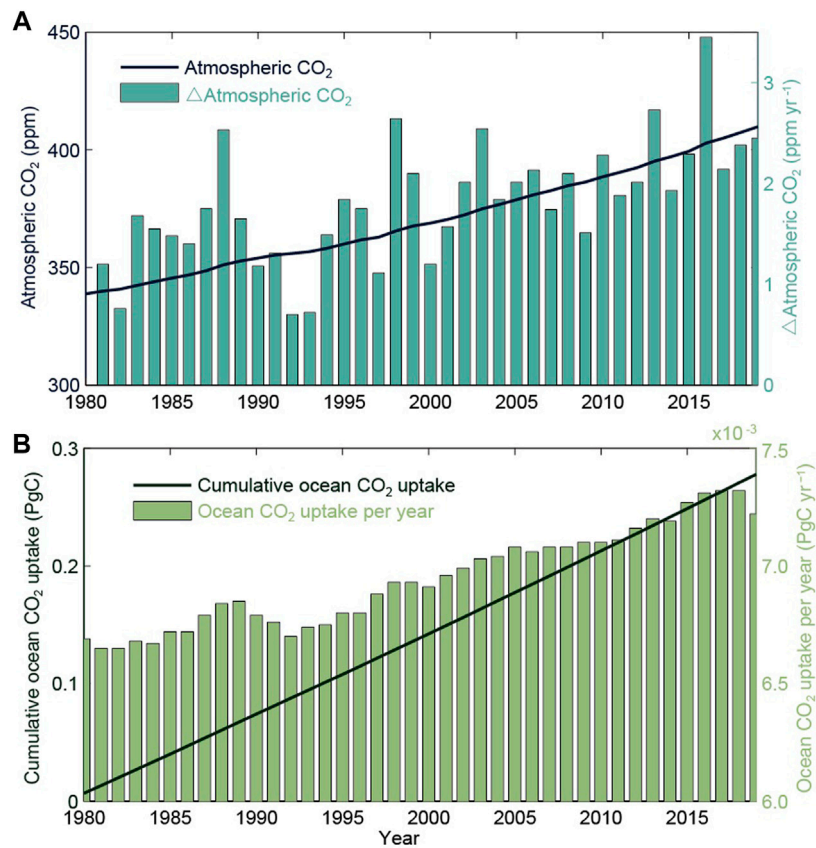 A
450
400
350
300
Atmospheric CO₂ (ppm)
Atmospheric CO₂
△Atmospheric CO₂
3
2
1
0
△Atmospheric CO₂ (ppm yr⁻¹)
1980 1985 1990 1995 2000 2005 2010 2015
B
x10⁻³
0.3
0.2
0.1
0
Cumulative ocean CO₂ uptake (PgC)
Cumulative ocean CO₂ uptake
Ocean CO₂ uptake per year
7.5
7.0
6.5
6.0
Ocean CO₂ uptake per year (PgC yr⁻¹)
1980 1985 1990 1995 2000 2005 2010 2015
Year